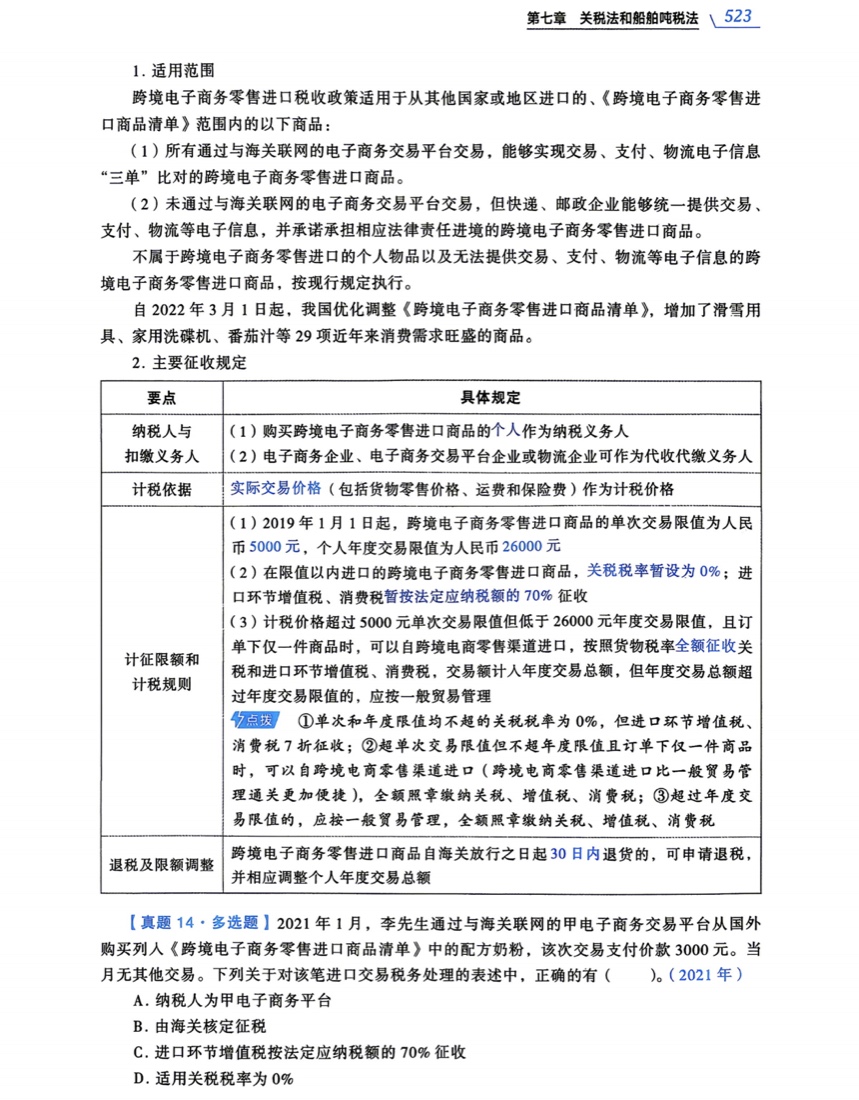 第七章 关税法和船舶吨税法 523
1. 适用范围
跨境电子商务零售进口税收政策适用于从其他国家或地区进口的、《跨境电子商务零售进
口商品清单》范围内的以下商品：
（1）所有通过与海关联网的电子商务交易平台交易，能够实现交易、支付、物流电子信息
“三单”比对的跨境电子商务零售进口商品。
（2）未通过与海关联网的电子商务交易平台交易，但快递、邮政企业能够统一提供交易、
支付、物流等电子信息，并承诺承担相应法律责任进境的跨境电子商务零售进口商品。
不属于跨境电子商务零售进口的个人物品以及无法提供交易、支付、物流等电子信息的跨
境电子商务零售进口商品，按现行规定执行。
自 2022 年 3 月 1 日起，我国优化调整《跨境电子商务零售进口商品清单》，增加了滑雪用
具、家用洗碟机、番茄汁等 29 项近年来消费需求旺盛的商品。
2. 主要征收规定
要点 具体规定
纳税人与
扣缴义务人
（1）购买跨境电子商务零售进口商品的个人作为纳税义务人
（2）电子商务企业、电子商务交易平台企业或物流企业可作为代收代缴义务人
计税依据 实际交易价格（包括货物零售价格、运费和保险费）作为计税价格
计征限额和
计税规则
（1）2019 年 1 月 1 日起，跨境电子商务零售进口商品的单次交易限值为人民
币 5000 元，个人年度交易限值为人民币 26000 元
（2）在限值以内进口的跨境电子商务零售进口商品，关税税率暂设为 0%；进
口环节增值税、消费税暂按法定应纳税额的 70% 征收
（3）计税价格超过 5000 元单次交易限值但低于 26000 元年度交易限值，且订
单下仅一件商品时，可以自跨境电商零售渠道进口，按照货物税率全额征收关
税和进口环节增值税、消费税，交易额计入年度交易总额，但年度交易总额超
过年度交易限值的，应按一般贸易管理
点拨 ①单次和年度限值均不超的关税税率为 0%，但进口环节增值税、
消费税 7 折征收；②超单次交易限值但不超年度限值且订单下仅一件商品
时，可以自跨境电商零售渠道进口（跨境电商零售渠道进口比一般贸易管
理通关更加便捷），全额照章缴纳关税、增值税、消费税；③超过年度交
易限值的，应按一般贸易管理，全额照章缴纳关税、增值税、消费税
退税及限额调整
跨境电子商务零售进口商品自海关放行之日起 30 日内退货的，可申请退税，
并相应调整个人年度交易总额
【真题 14·多选题】2021 年 1 月，李先生通过与海关联网的甲电子商务交易平台从国外
购买列入《跨境电子商务零售进口商品清单》中的配方奶粉，该次交易支付价款 3000 元。当
月无其他交易。下列关于对该笔进口交易税务处理的表述中，正确的有（ ）。（2021 年）
A. 纳税人为甲电子商务平台
B. 由海关核定征税
C. 进口环节增值税按法定应纳税额的 70% 征收
D. 适用关税税率为 0%